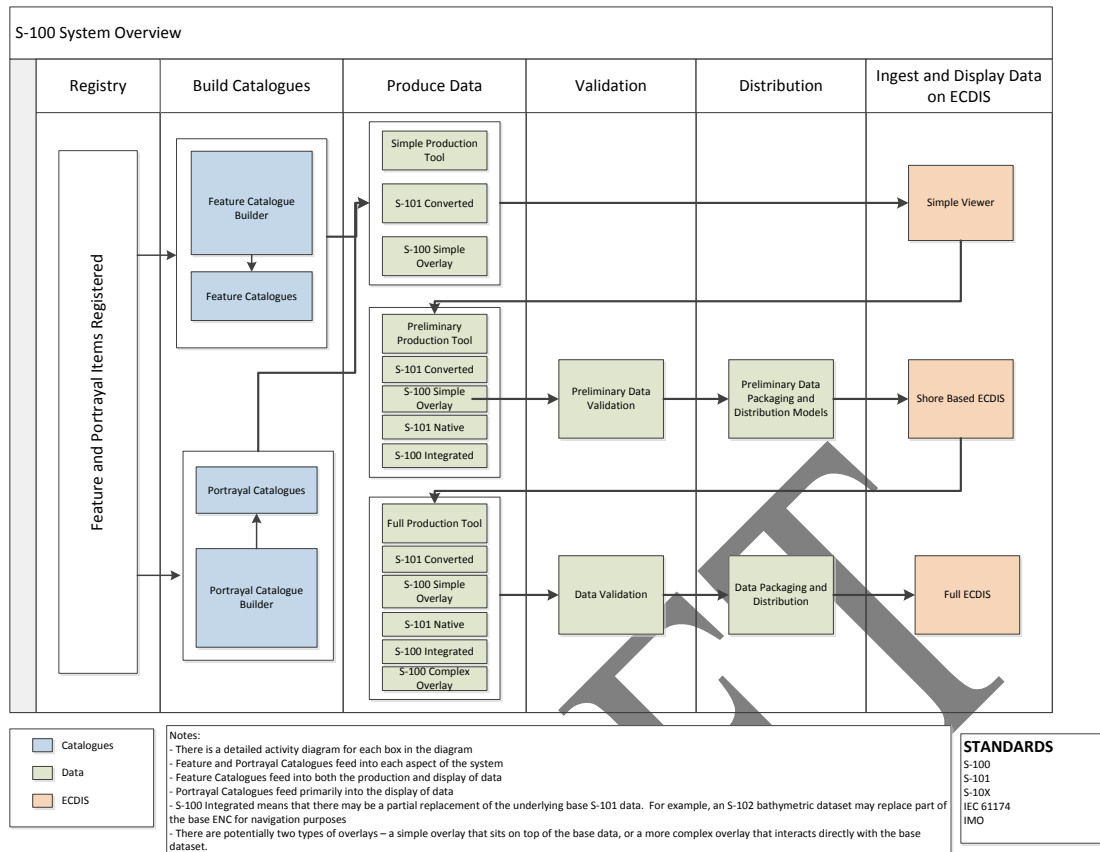 S-100 System Overview
Registry
Build Catalogues
Produce Data
Validation
Distribution
Ingest and Display Data
on ECDIS
Feature and Portrayal Items Registered
Feature Catalogue
Builder
Feature Catalogues
Portrayal Catalogues
Portrayal Catalogue
Builder
Simple Production
Tool
S-101 Converted
S-100 Simple
Overlay
Simple Viewer
Preliminary
Production Tool
S-101 Converted
S-100 Simple
Overlay
S-101 Native
S-100 Integrated
Preliminary Data
Validation
Preliminary Data
Packaging and
Distribution Models
Shore Based ECDIS
Full Production Tool
S-101 Converted
S-100 Simple
Overlay
S-101 Native
S-100 Integrated
S-100 Complex
Overlay
Data Validation
Data Packaging and
Distribution
Full ECDIS
Catalogues
Data
ECDIS
Notes:
- There is a detailed activity diagram for each box in the diagram
- Feature and Portrayal Catalogues feed into each aspect of the system
- Feature Catalogues feed into both the production and display of data
- Portrayal Catalogues feed primarily into the display of data
- S-100 Integrated means that there may be a partial replacement of the underlying base S-101 data. For example, an S-102 bathymetric dataset may replace part of
the base ENC for navigation purposes
- There are potentially two types of overlays – a simple overlay that sits on top of the base data, or a more complex overlay that interacts directly with the base
dataset.
STANDARDS
S-100
S-101
S-10X
IEC 61174
IMO